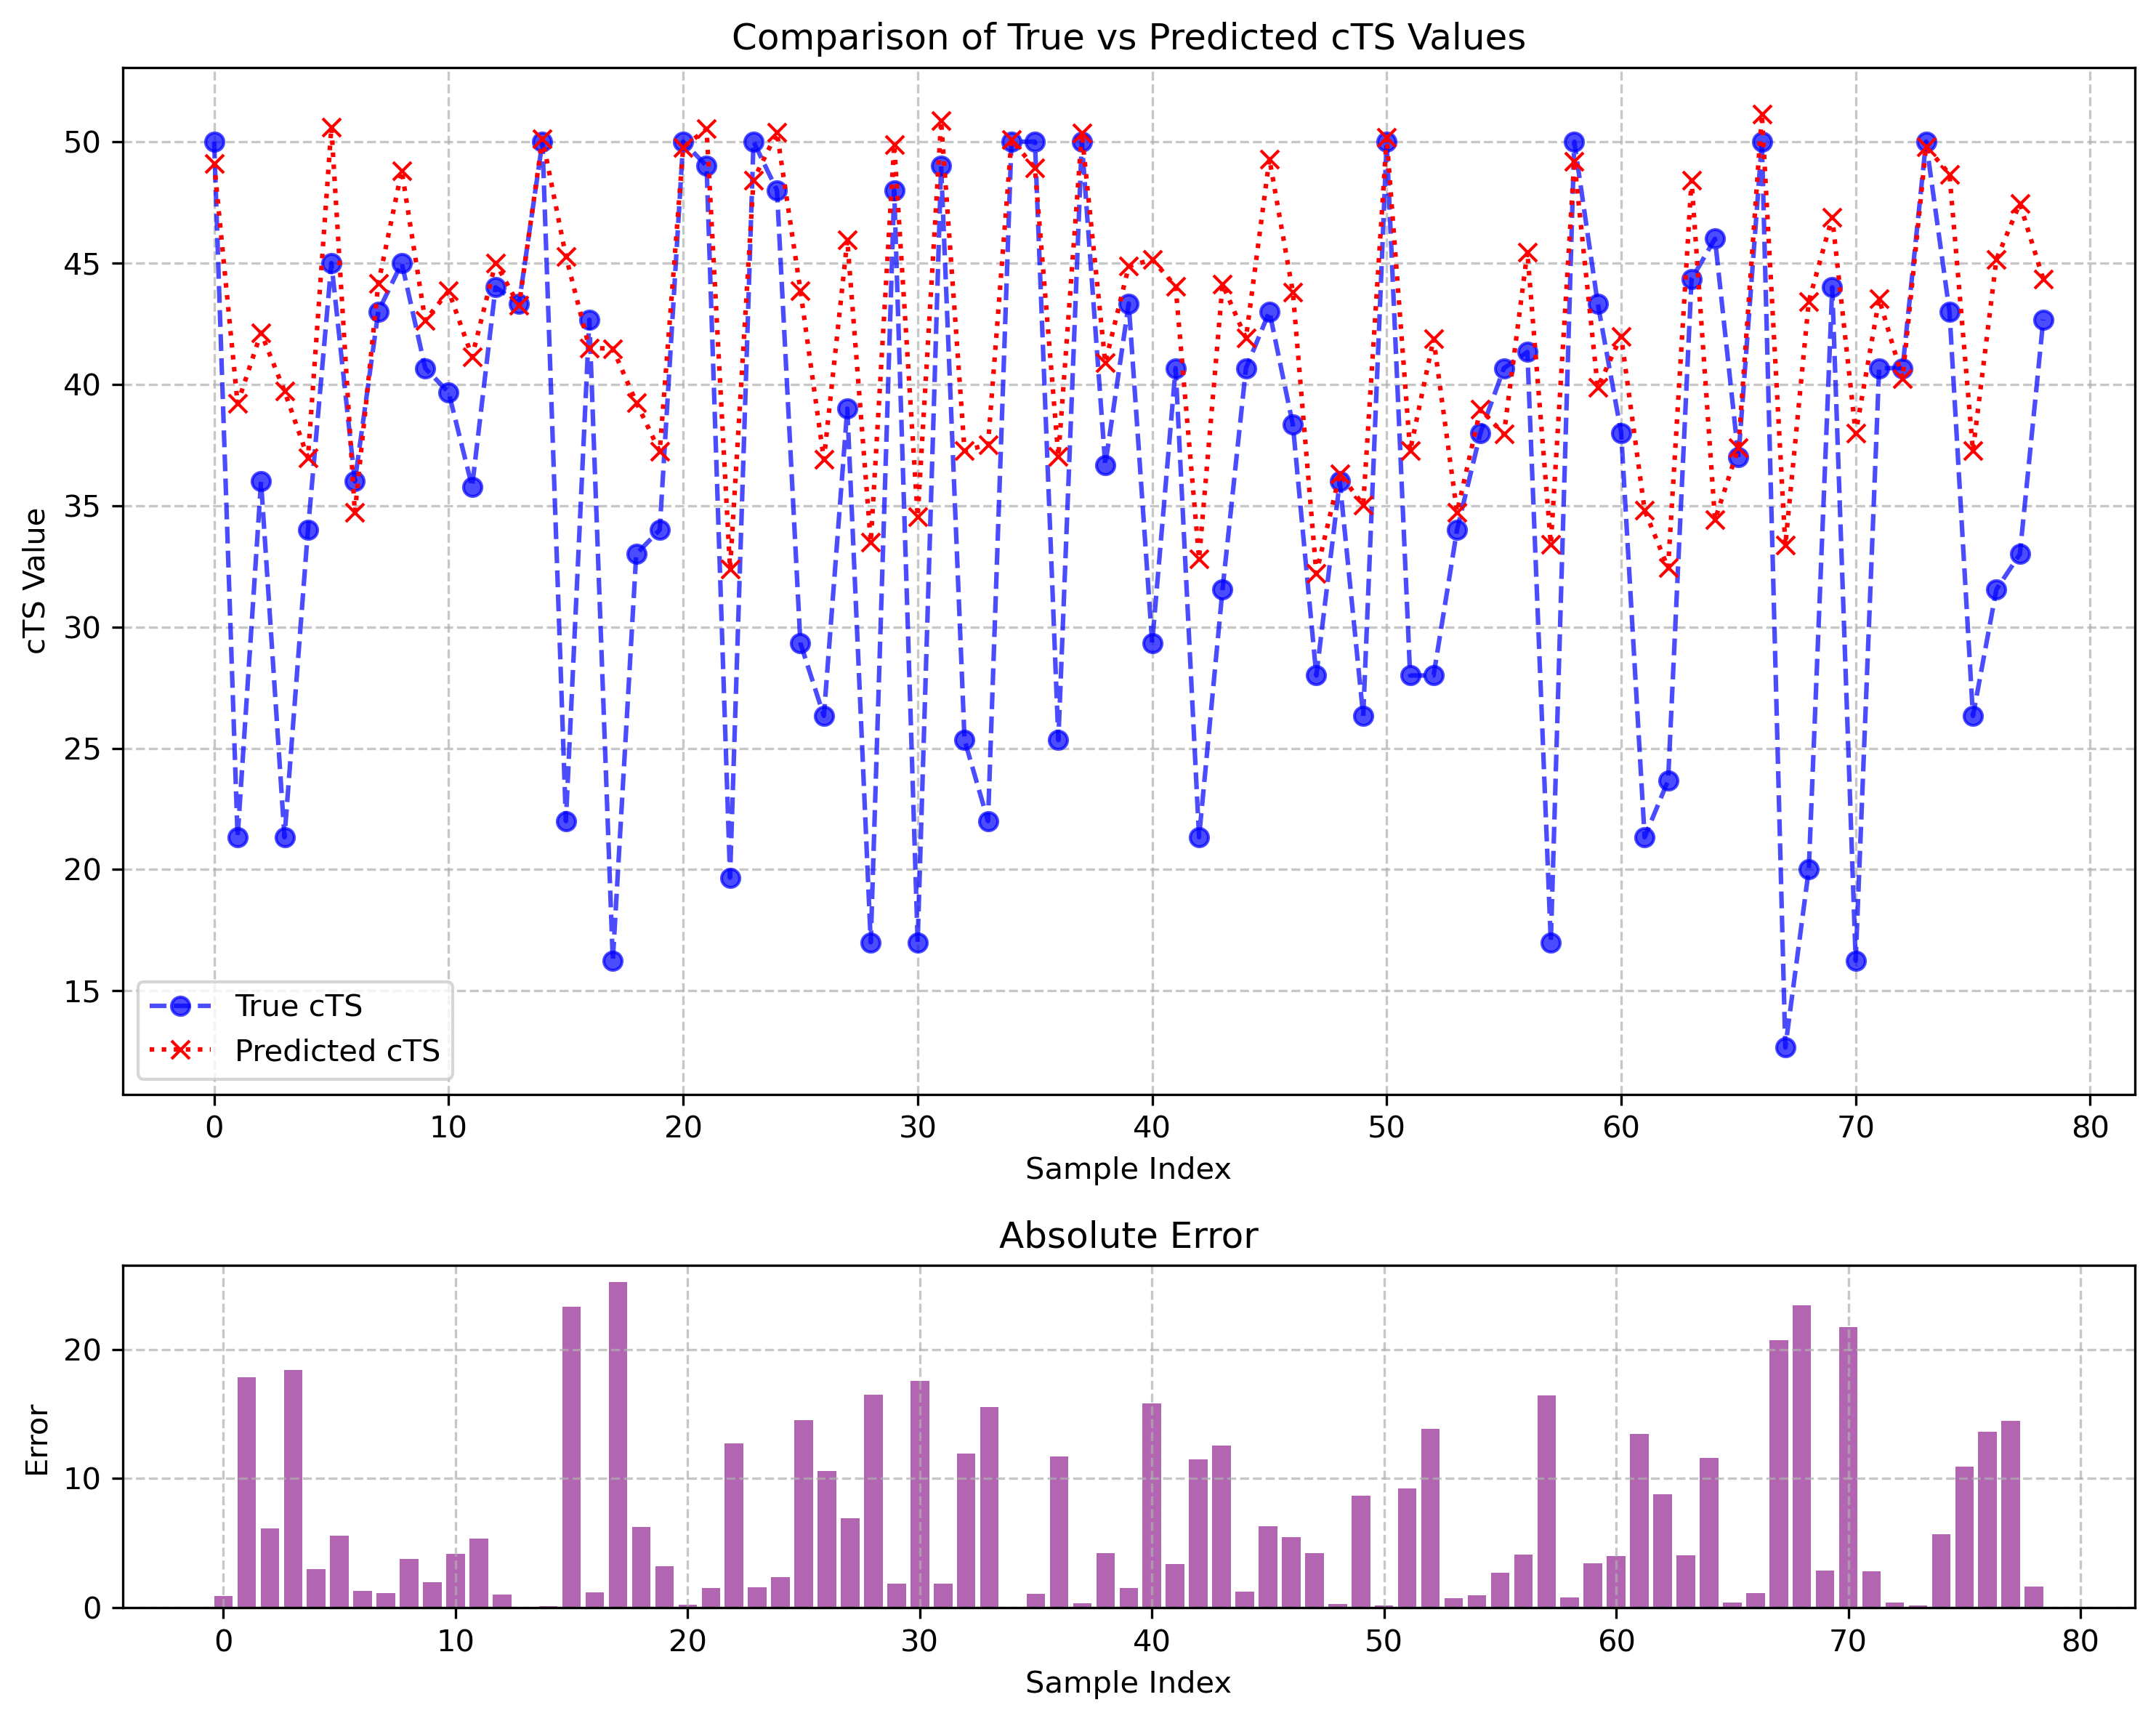 Comparison of True vs Predicted cTS Values
cTS Value
50
45
40
35
30
25
20
15
True cTS
Predicted cTS
0 10 20 30 40 50 60 70 80
Sample Index
Absolute Error
Error
20
10
0
0 10 20 30 40 50 60 70 80
Sample Index